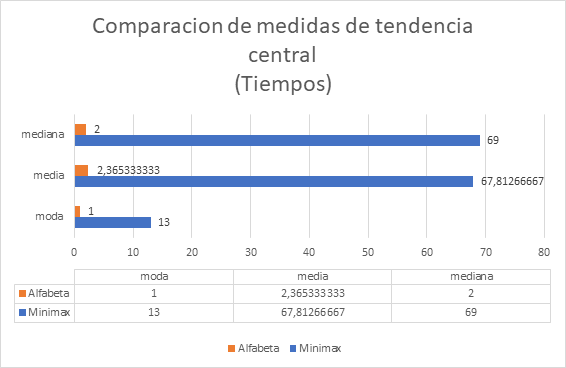 Comparacion de medidas de tendencia
central
(Tiempos)
mediana
2
69
media
2,365333333
67,81266667
moda
1
13
0 10 20 30 40 50 60 70 80
moda media mediana
Alfabeta 1 2,365333333 2
Minimax 13 67,81266667 69
Alfabeta Minimax